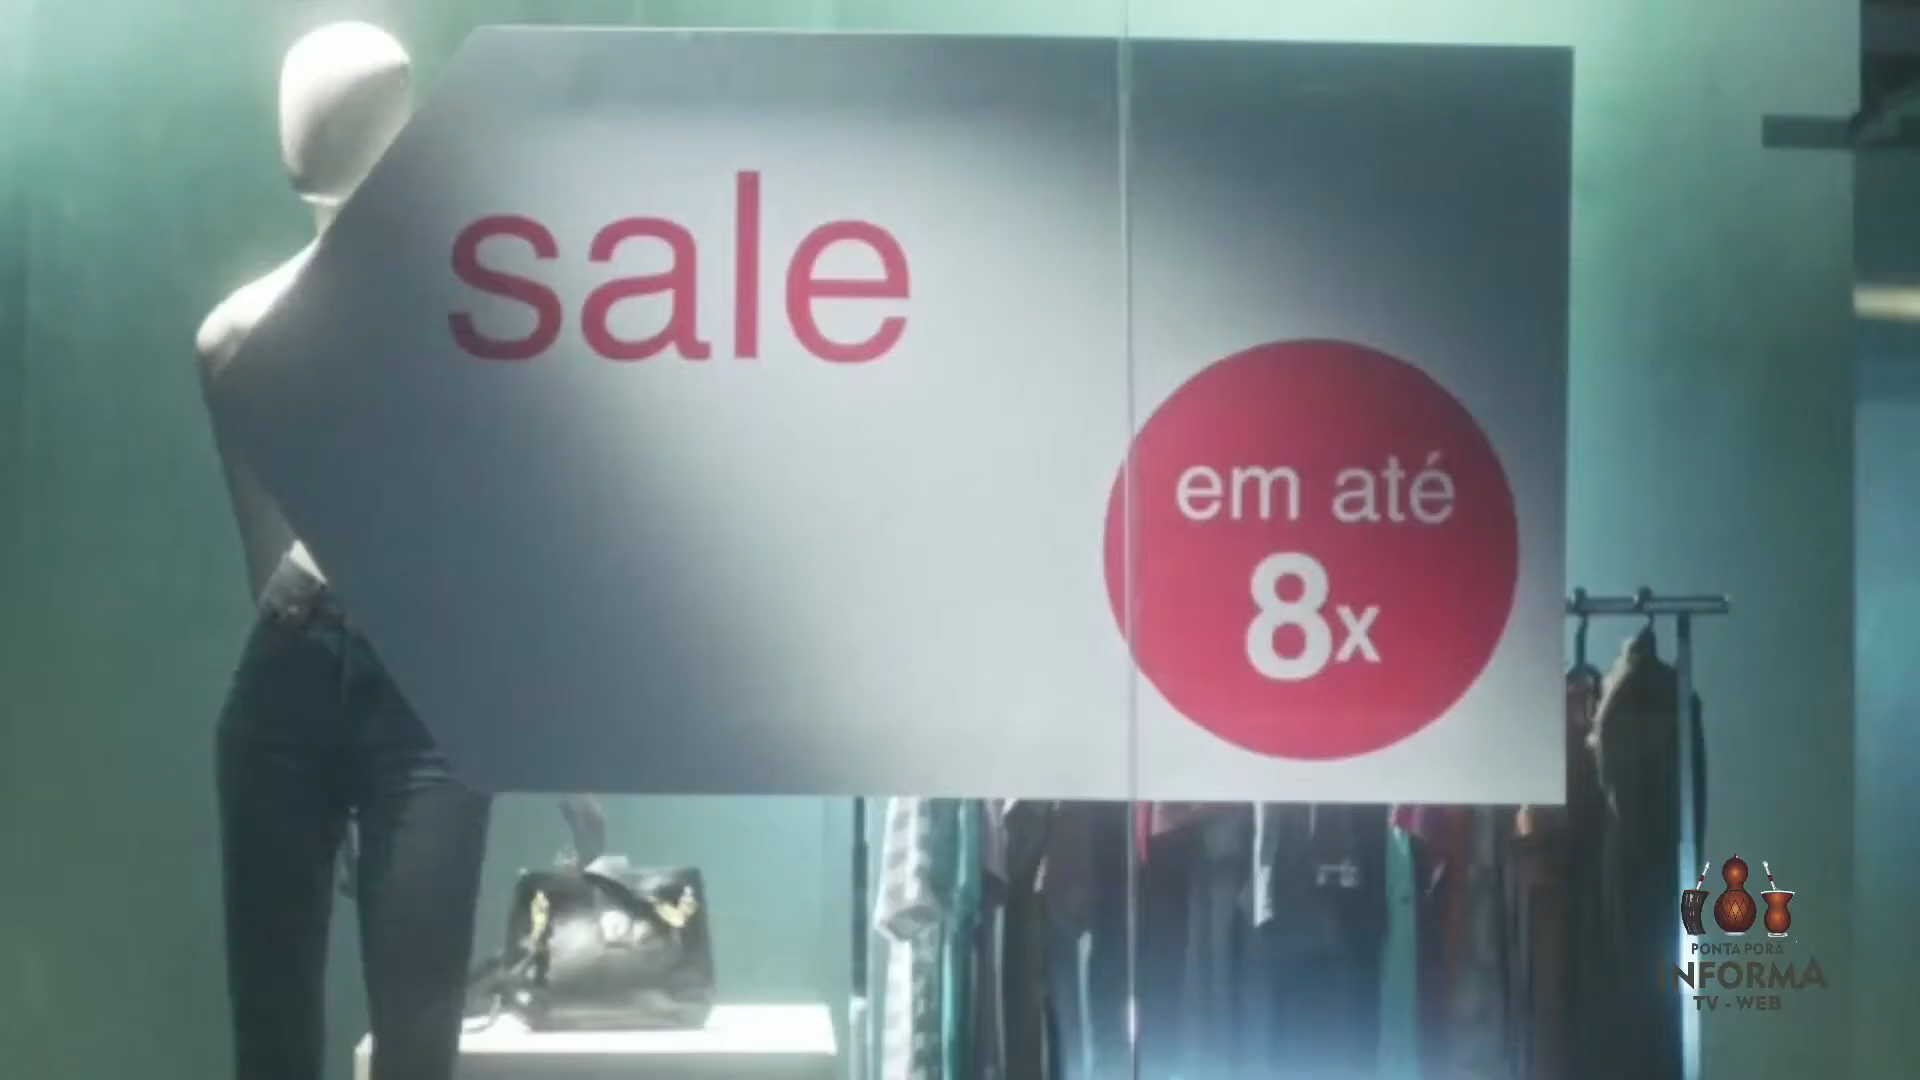 sale
em até
8x
PONTA PORÃ
INFORMA
TV - WEB